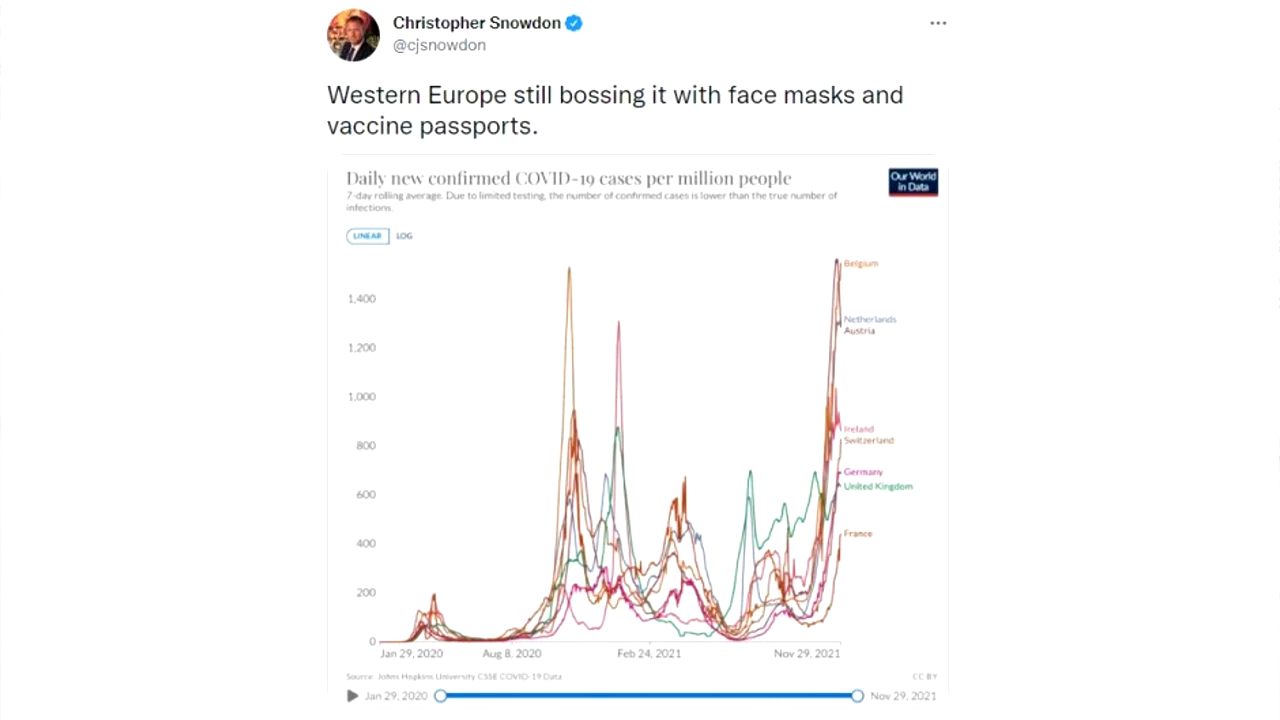 Christopher Snowdon
@cjsnowdon
Western Europe still bossing it with face masks and
vaccine passports.
Daily new confirmed COVID-19 cases per million people
7-day rolling average. Due to limited testing, the number of confirmed cases is lower than the true number of
infections.
Our World
in Data
LINEAR LOG
Belgium
1,400
Netherlands
Austria
1,200
1,000
Ireland
800
Switzerland
Germany
600
United Kingdom
France
400
200
0
Jan 29, 2020 Aug 8, 2020 Feb 24, 2021 Nov 29, 2021
Source: Johns Hopkins University CSSE COVID-19 Data CC BY
Jan 29, 2020 Nov 29, 2021